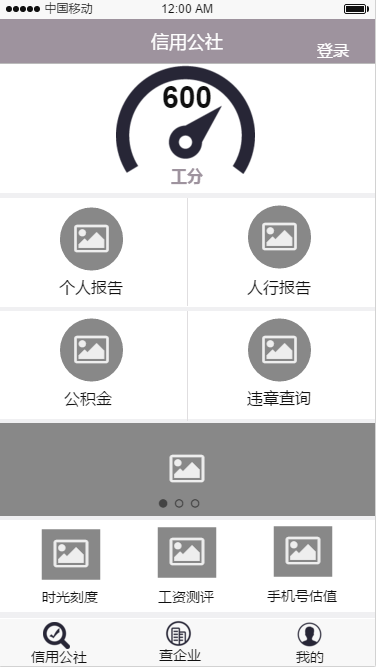 中国移动 12:00 AM
信用公社 登录
600
工分
个人报告 人行报告
公积金 违章查询
时光刻度 工资测评 手机号估值
信用公社 查企业 我的